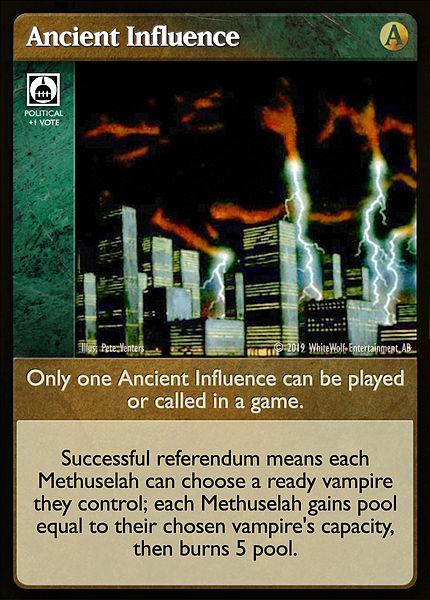 Ancient Influence
A
POLITICAL
+1 VOTE
Illus: Pete Venters
© 2019 WhiteWolf Entertainment AB
Only one Ancient Influence can be played
or called in a game.
Successful referendum means each
Methuselah can choose a ready vampire
they control; each Methuselah gains pool
equal to their chosen vampire's capacity,
then burns 5 pool.